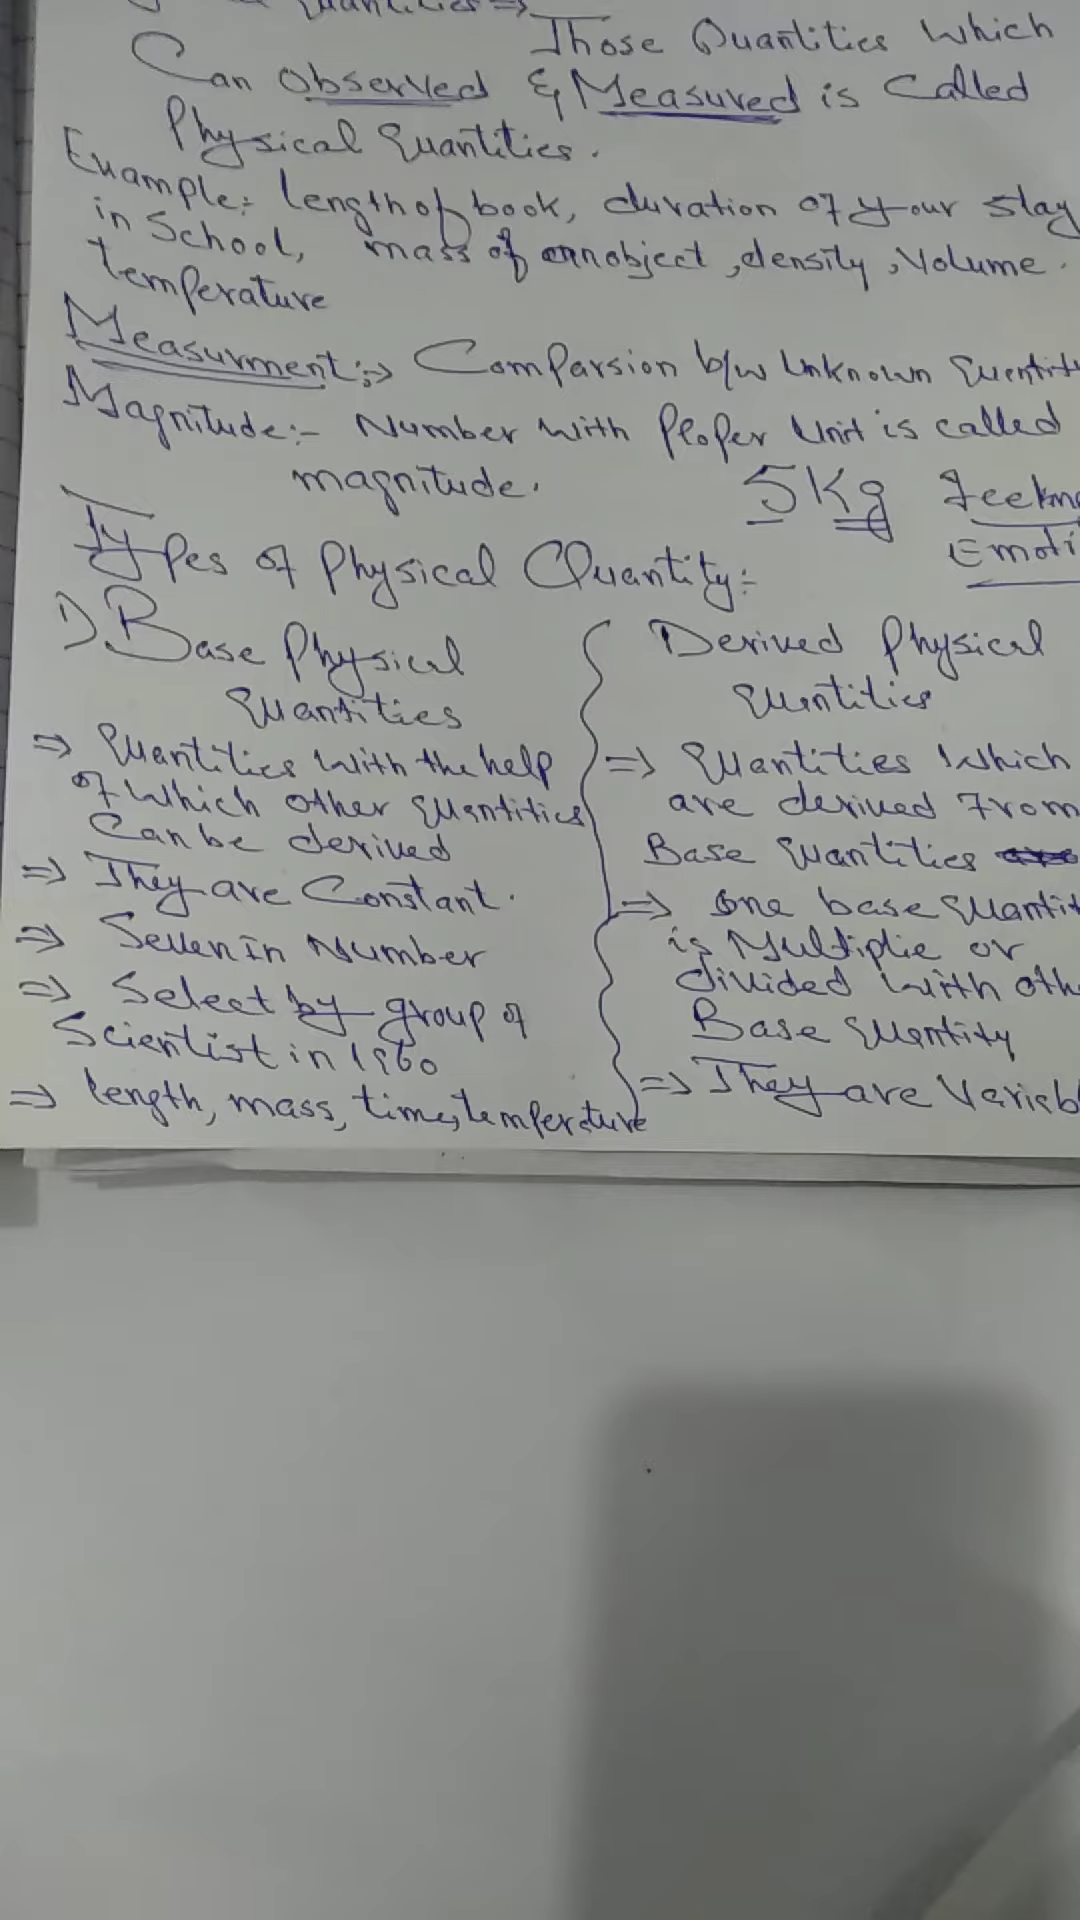 Quantities ⇒ Those Quantities Which
Can Observed & Measured is Called
Physical Quantities.
Example:- length of book, duration of your stay
in School, mass of an object, density, Volume.
temperature
Measurment:⇒ Comparsion b/w Unknown
Magnitude:- Number with Proper Unit is called
magnitude. 5Kg
Types of Physical Quantity:-
1) Base Physical
Quantities
⇒ Quantities with the help
of Which other quantities
Can be derived
⇒ They are Constant.
⇒ Seven in Number
⇒ Select by group of
Scientist in 1960
⇒ length, mass, time, temperture
Derived Physical
Quantities
⇒ Quantities Which
are derived From
Base Quantities
⇒ One base
is Multiplie or
divided with
Base Quantity
⇒ They are